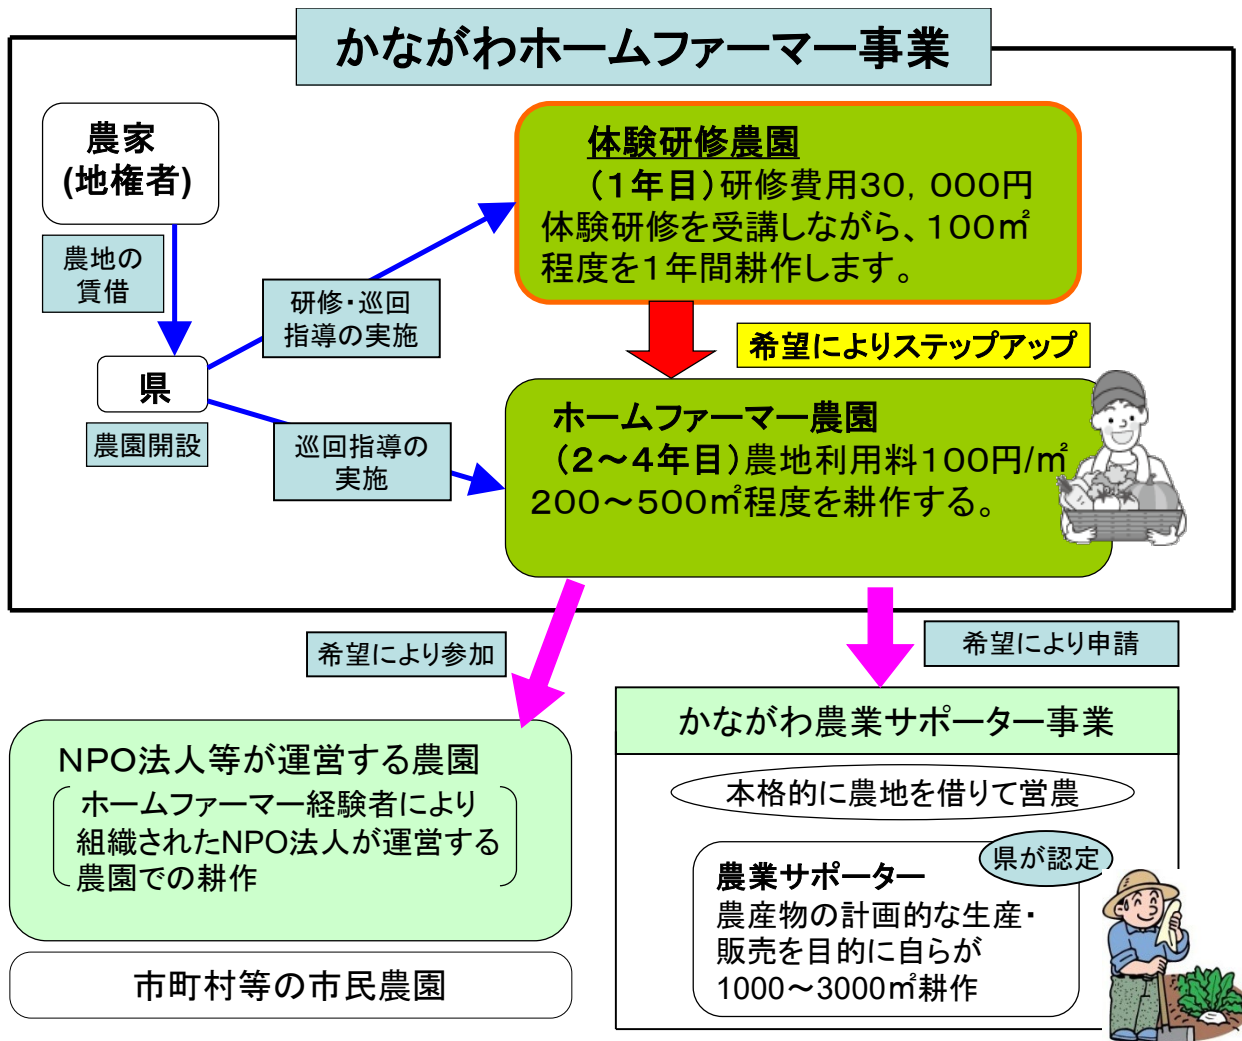 かながわホームファーマー事業
農家
(地権者)
農地の
賃借
県
農園開設
研修・巡回
指導の実施
巡回指導の
実施
体験研修農園
（1年目）研修費用30，000円
体験研修を受講しながら、100㎡
程度を1年間耕作します。
希望によりステップアップ
ホームファーマー農園
（2～4年目）農地利用料100円/㎡
200～500㎡程度を耕作する。
希望により参加
希望により申請
NPO法人等が運営する農園
ホームファーマー経験者により
組織されたNPO法人が運営する
農園での耕作
市町村等の市民農園
かながわ農業サポーター事業
本格的に農地を借りて営農
県が認定
農業サポーター
農産物の計画的な生産・
販売を目的に自らが
1000～3000㎡耕作